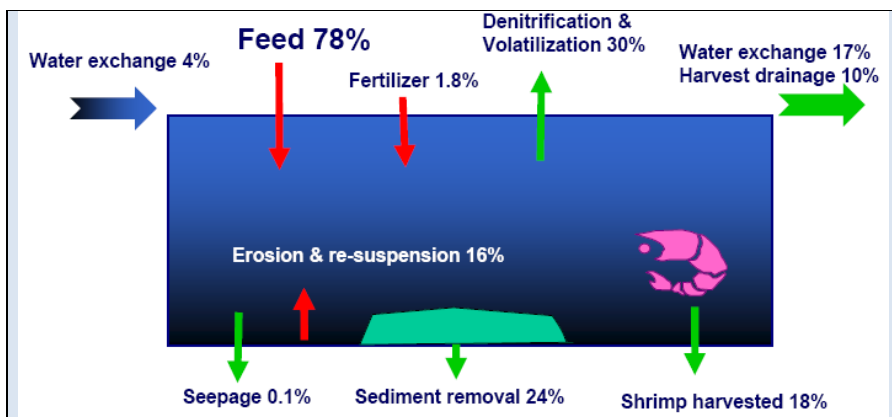 Water exchange 4%
Feed 78%
Fertilizer 1.8%
Denitrification &
Volatilization 30%
Water exchange 17%
Harvest drainage 10%
Erosion & re-suspension 16%
Seepage 0.1%
Sediment removal 24%
Shrimp harvested 18%